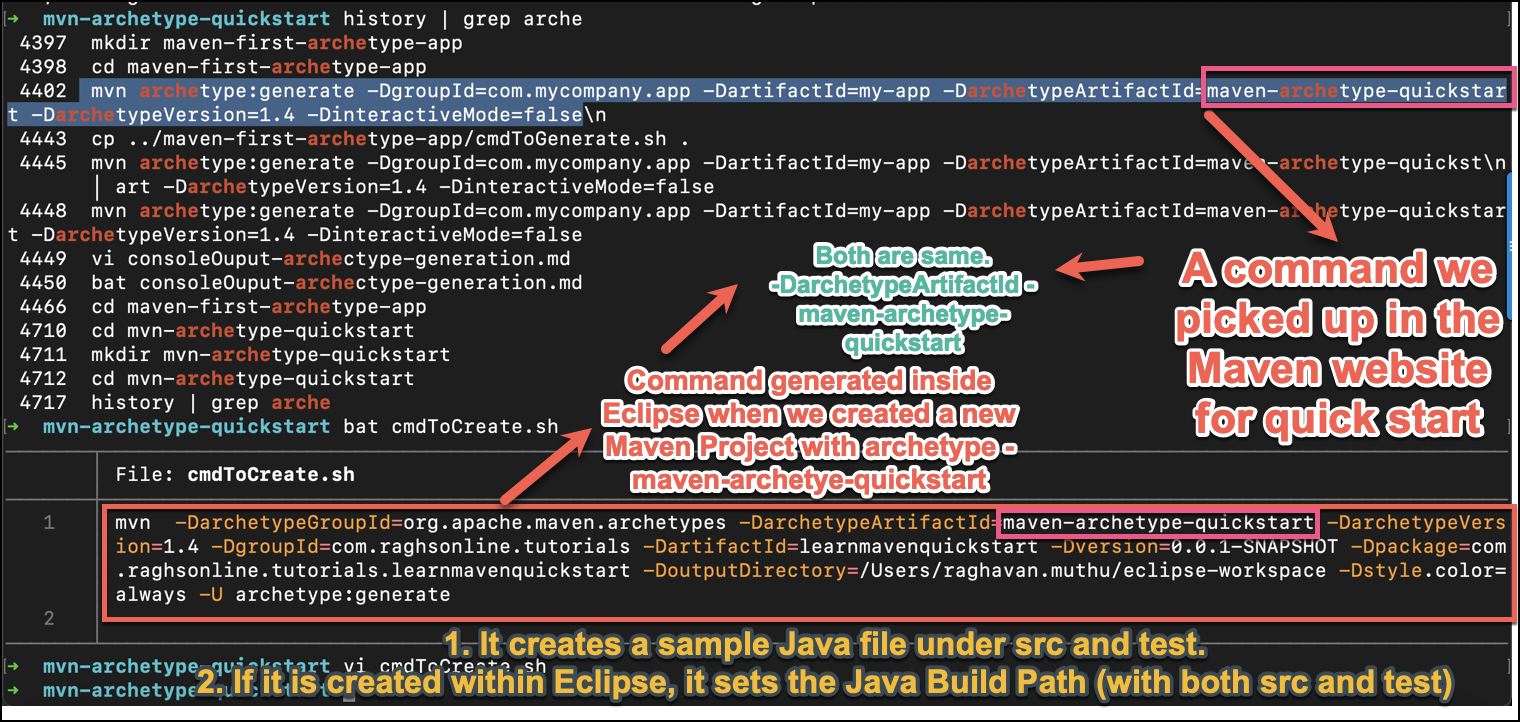 ➜ mvn-archetype-quickstart history | grep arche
4397 mkdir maven-first-archetype-app
4398 cd maven-first-archetype-app
4402 mvn archetype:generate -DgroupId=com.mycompany.app -DartifactId=my-app -DarchetypeArtifactId=maven-archetype-quickstar
t -DarchetypeVersion=1.4 -DinteractiveMode=false\n
4443 cp ../maven-first-archetype-app/cmdToGenerate.sh .
4445 mvn archetype:generate -DgroupId=com.mycompany.app -DartifactId=my-app -DarchetypeArtifactId=maven-archetype-quickst\n
| art -DarchetypeVersion=1.4 -DinteractiveMode=false
4448 mvn archetype:generate -DgroupId=com.mycompany.app -DartifactId=my-app -DarchetypeArtifactId=maven-archetype-quickstar
t -DarchetypeVersion=1.4 -DinteractiveMode=false
4449 vi consoleOuput-archectype-generation.md
4450 bat consoleOuput-archectype-generation.md
4466 cd maven-first-archetype-app
4710 cd mvn-archetype-quickstart
4711 mkdir mvn-archetype-quickstart
4712 cd mvn-archetype-quickstart
4717 history | grep arche
➜ mvn-archetype-quickstart bat cmdToCreate.sh
Both are same.
-DarchetypeArtifactId -
maven-archetype-
quickstart
A command we
picked up in the
Maven website
for quick start
Command generated inside
Eclipse when we created a new
Maven Project with archetype -
maven-archetye-quickstart
File: cmdToCreate.sh
1 mvn -DarchetypeGroupId=org.apache.maven.archetypes -DarchetypeArtifactId=maven-archetype-quickstart -DarchetypeVers
ion=1.4 -DgroupId=com.raghsonline.tutorials -DartifactId=learnmavenquickstart -Dversion=0.0.1-SNAPSHOT -Dpackage=com
.raghsonline.tutorials.learnmavenquickstart -DoutputDirectory=/Users/raghavan.muthu/eclipse-workspace -Dstyle.color=
always -U archetype:generate
2
1. It creates a sample Java file under src and test.
➜ mvn-archetype-quickstart vi cmdToCreate.sh
2. If it is created within Eclipse, it sets the Java Build Path (with both src and test)
➜ mvn-archetype-quickstart